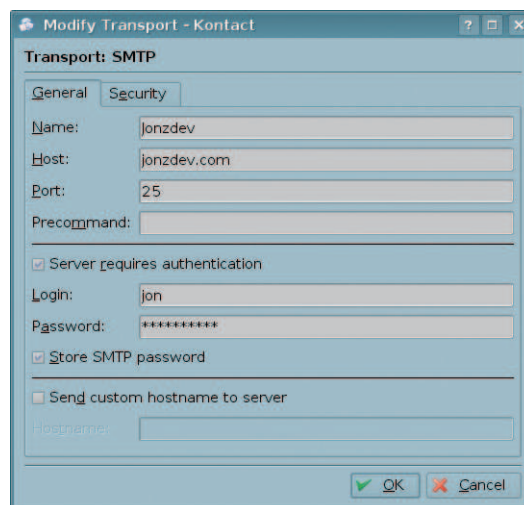 Modify Transport - Kontact
Transport: SMTP
General Security
Name: Jonzdev
Host: jonzdev.com
Port: 25
Precommand:
Server requires authentication
Login: jon
Password: **********
Store SMTP password
Send custom hostname to server
Hostname:
OK Cancel